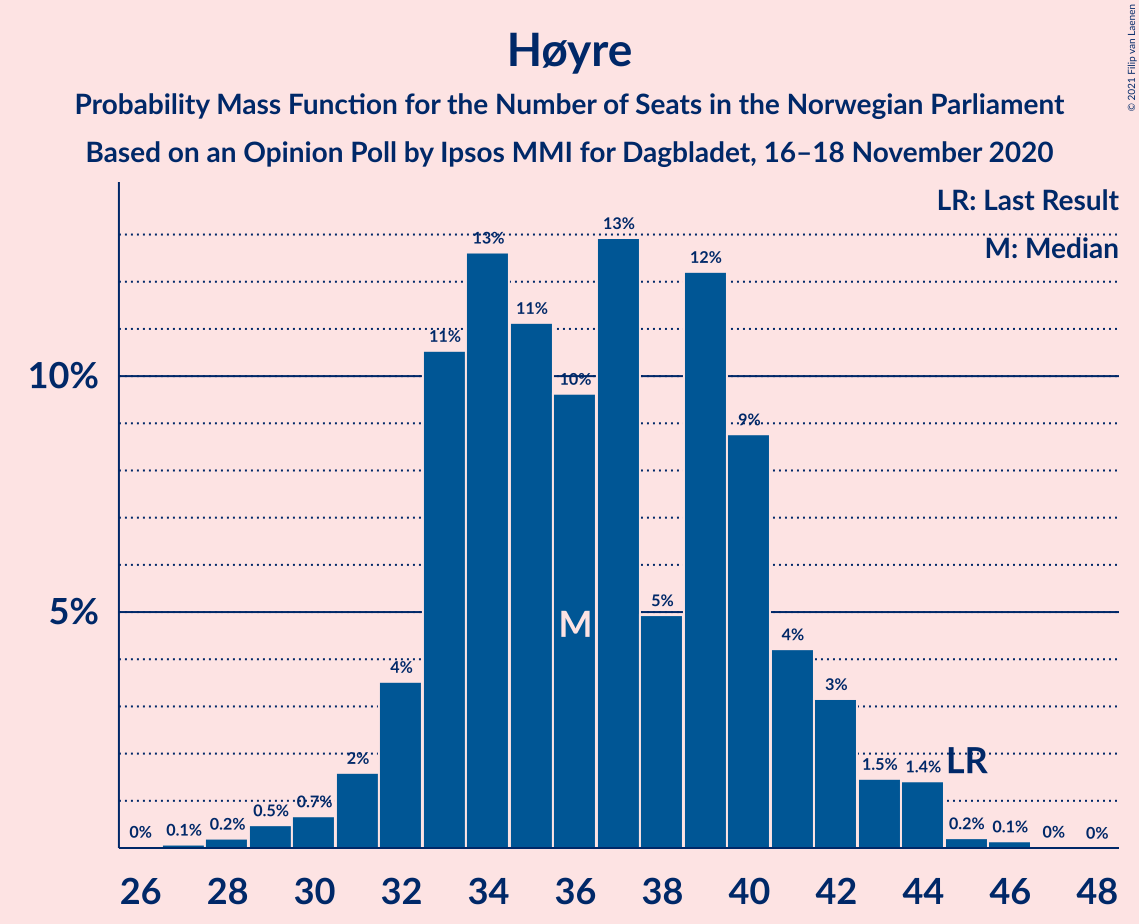 © 2021 Filip van Laenen
Høyre
Probability Mass Function for the Number of Seats in the Norwegian Parliament
Based on an Opinion Poll by Ipsos MMI for Dagbladet, 16–18 November 2020
LR: Last Result
M: Median
10%
5%
0%
0.1%
0.2%
0.5%
0.7%
2%
4%
11%
13%
11%
10%
13%
5%
12%
9%
4%
3%
1.5%
1.4%
0.2%
0.1%
0%
0%
M
LR
26 28 30 32 34 36 38 40 42 44 46 48